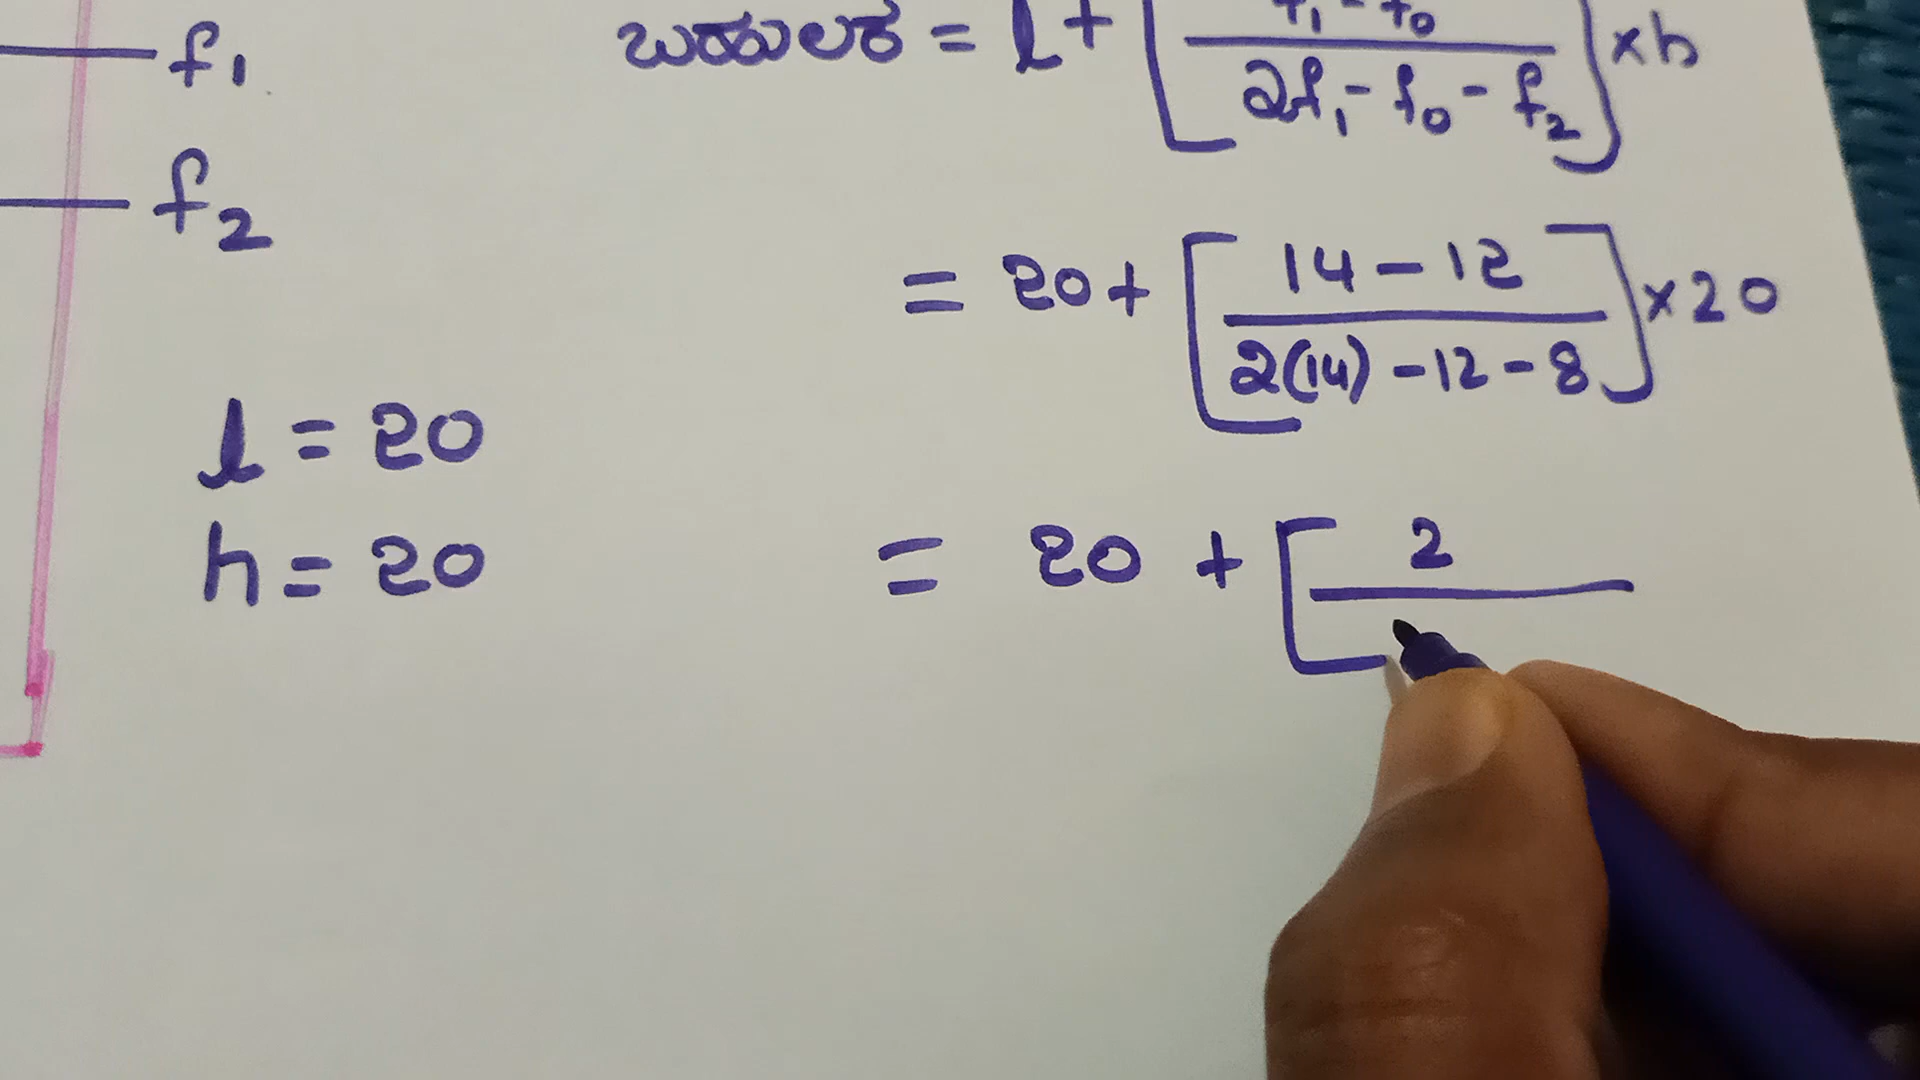 f₁
f₂
l = 20
h = 20
ಬಹುಲಕ = l + [ f₁ - f₀ / 2f₁ - f₀ - f₂ ] × h
= 20 + [ 14 - 12 / 2(14) - 12 - 8 ] × 20
= 20 + [ 2 /